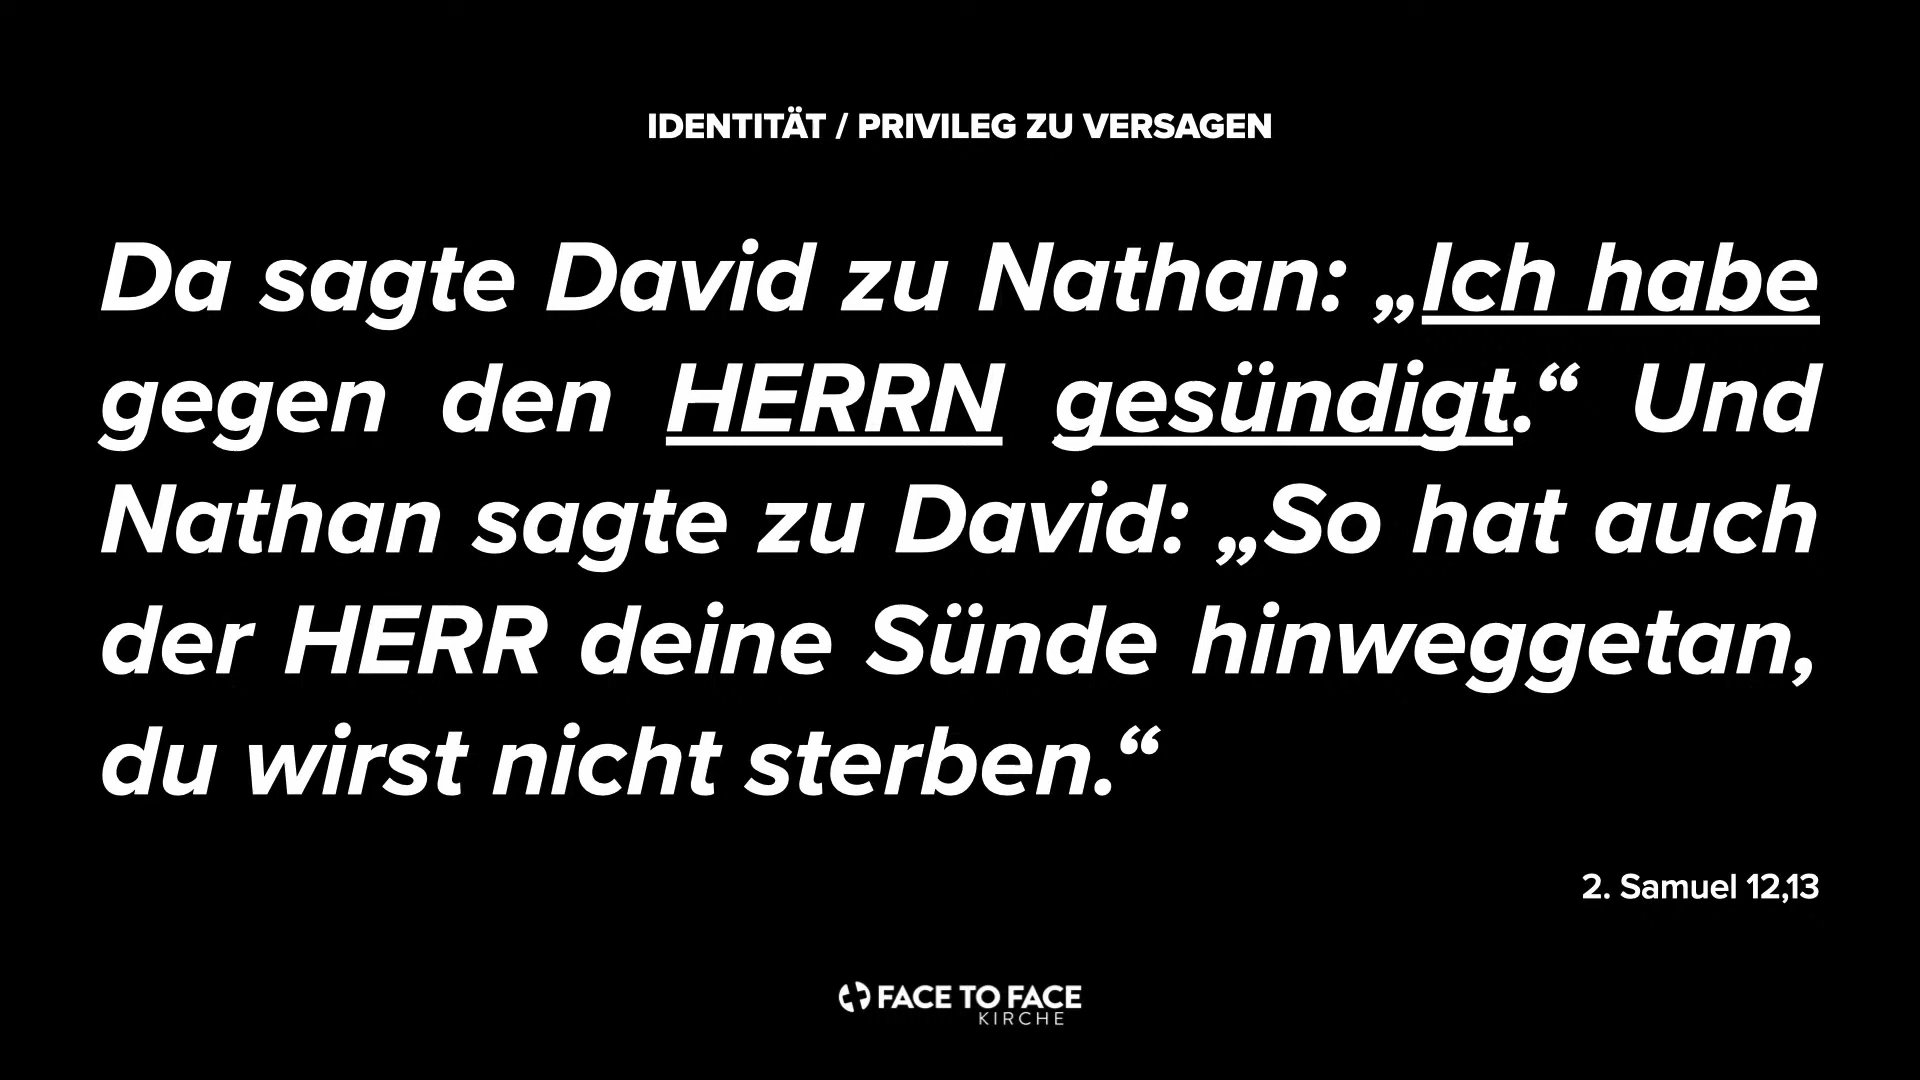 IDENTITÄT / PRIVILEG ZU VERSAGEN
Da sagte David zu Nathan: „Ich habe
gegen den HERRN gesündigt.“ Und
Nathan sagte zu David: „So hat auch
der HERR deine Sünde hinweggetan,
du wirst nicht sterben.“
2. Samuel 12,13
FACE TO FACE
KIRCHE